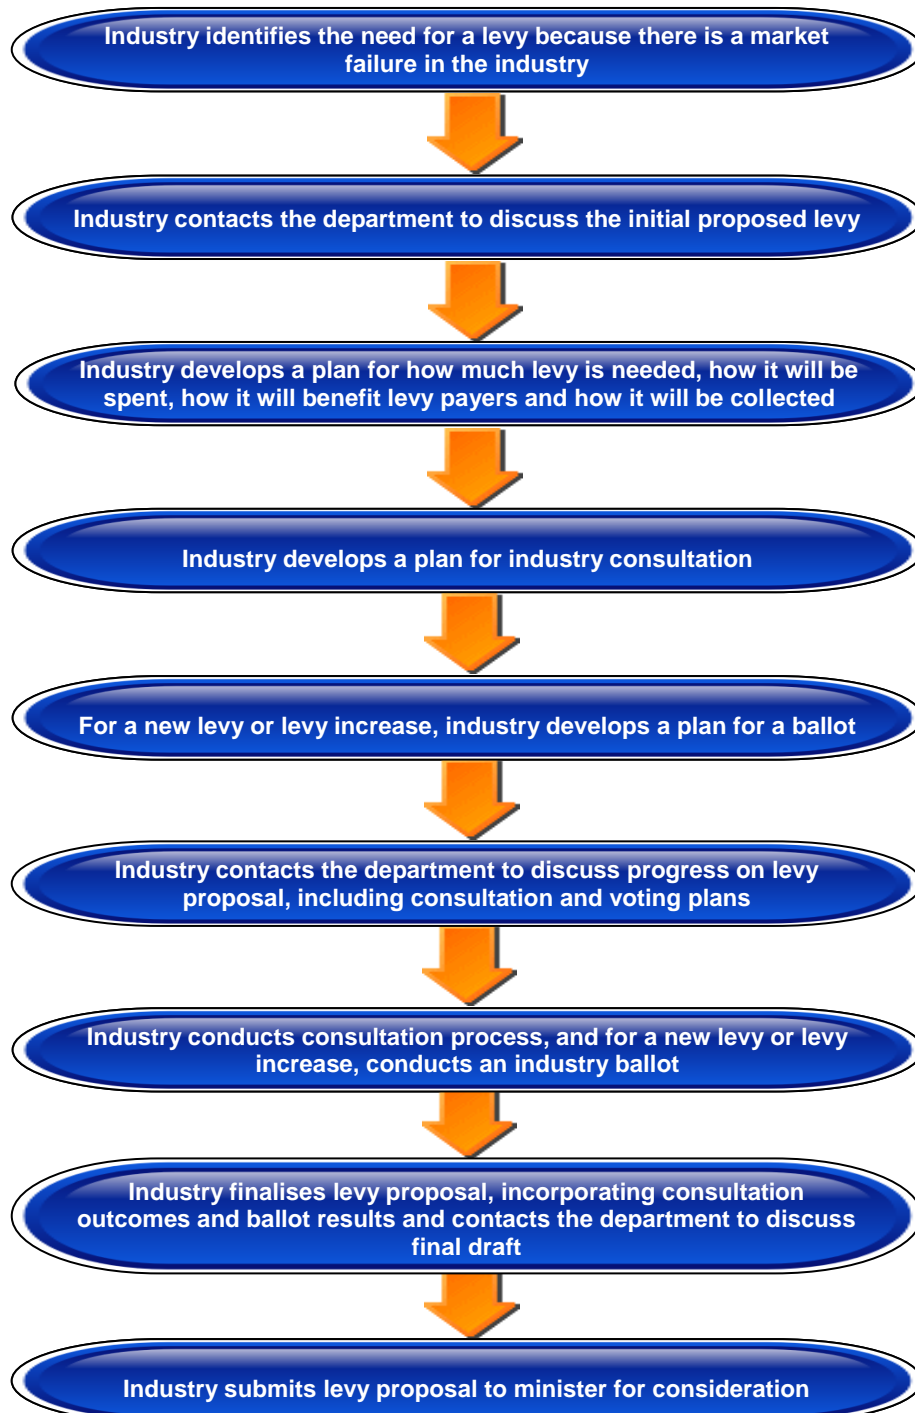 Industry identifies the need for a levy because there is a market
failure in the industry
Industry contacts the department to discuss the initial proposed levy
Industry develops a plan for how much levy is needed, how it will be
spent, how it will benefit levy payers and how it will be collected
Industry develops a plan for industry consultation
For a new levy or levy increase, industry develops a plan for a ballot
Industry contacts the department to discuss progress on levy
proposal, including consultation and voting plans
Industry conducts consultation process, and for a new levy or levy
increase, conducts an industry ballot
Industry finalises levy proposal, incorporating consultation
outcomes and ballot results and contacts the department to discuss
final draft
Industry submits levy proposal to minister for consideration